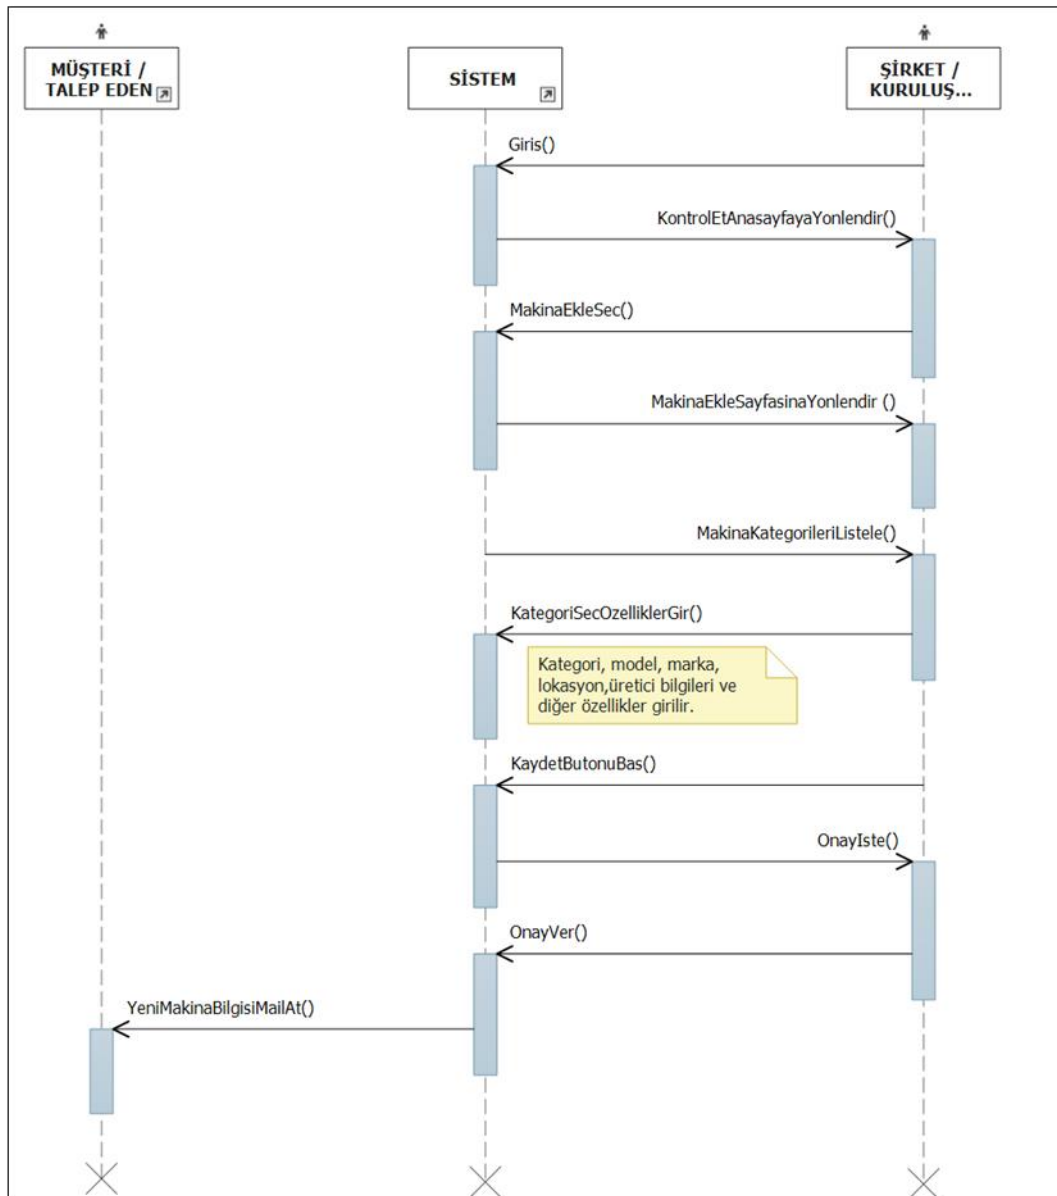 MÜŞTERİ /
TALEP EDEN
SİSTEM
ŞİRKET /
KURULUŞ...
Giris()
KontrolEtAnasayfayaYonlendir()
MakinaEkleSec()
MakinaEkleSayfasinaYonlendir ()
MakinaKategorileriListele()
KategoriSecOzelliklerGir()
Kategori, model, marka,
lokasyon,üretici bilgileri ve
diğer özellikler girilir.
KaydetButonuBas()
OnayIste()
OnayVer()
YeniMakinaBilgisiMailAt()